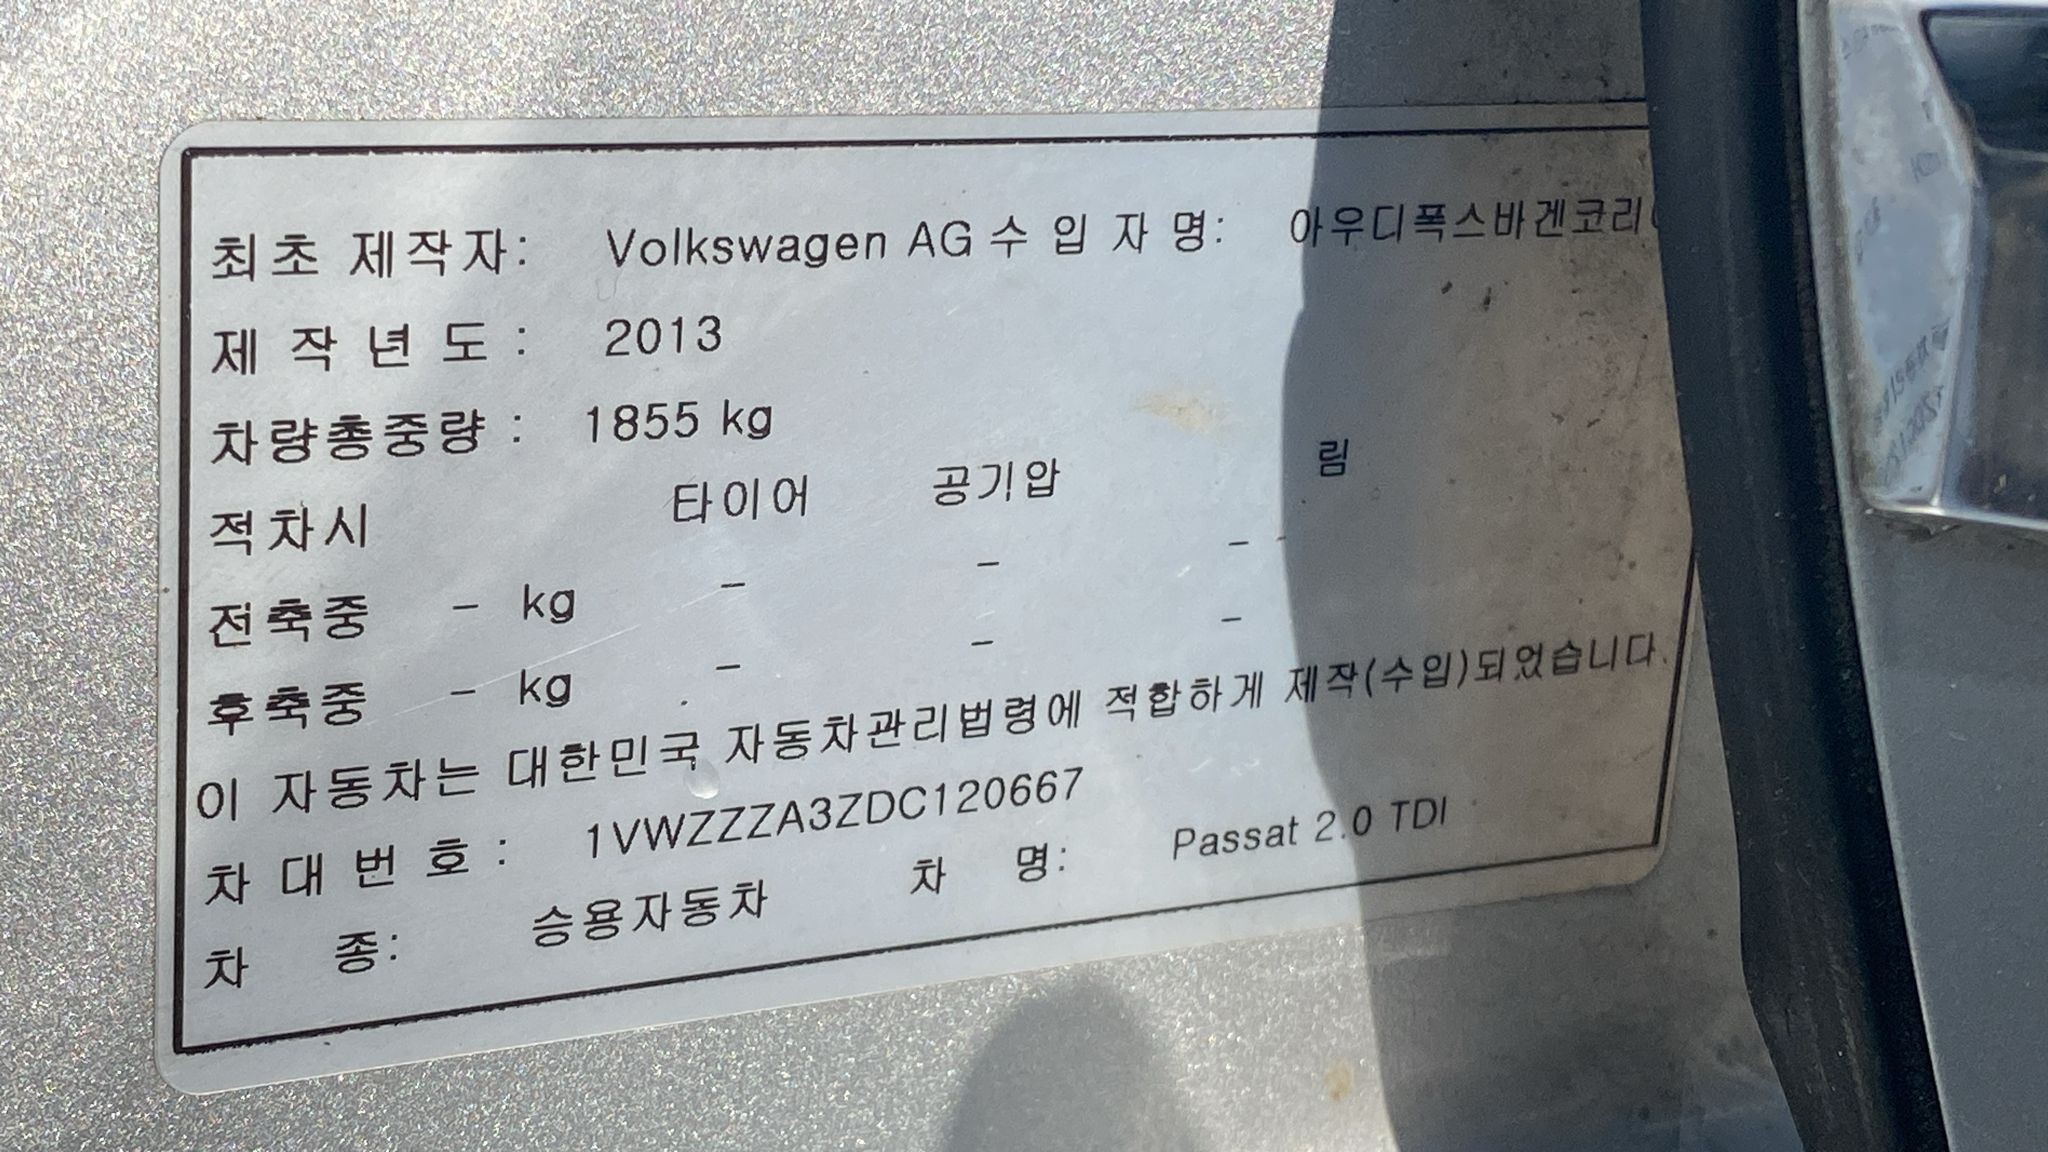 최초 제작자: Volkswagen AG 수 입 자 명: 아우디폭스바겐코리
제 작 년 도 : 2013
차량총중량 : 1855 kg
적차시 타이어 공기압 림
전축중 - kg - - -
후축중 - kg - - -
이 자동차는 대한민국 자동차관리법령에 적합하게 제작(수입)되었습니다.
차 대 번 호 : 1VWZZZA3ZDC120667
차 종: 승용자동차 차 명: Passat 2.0 TDI